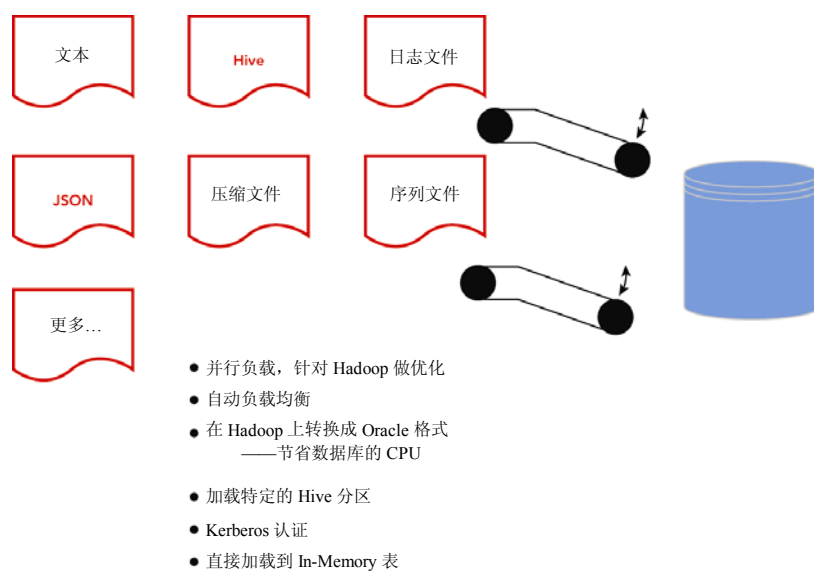 文本
Hive
日志文件
JSON
压缩文件
序列文件
更多…
并行负载，针对 Hadoop 做优化
自动负载均衡
在 Hadoop 上转换成 Oracle 格式
——节省数据库的 CPU
加载特定的 Hive 分区
Kerberos 认证
直接加载到 In-Memory 表